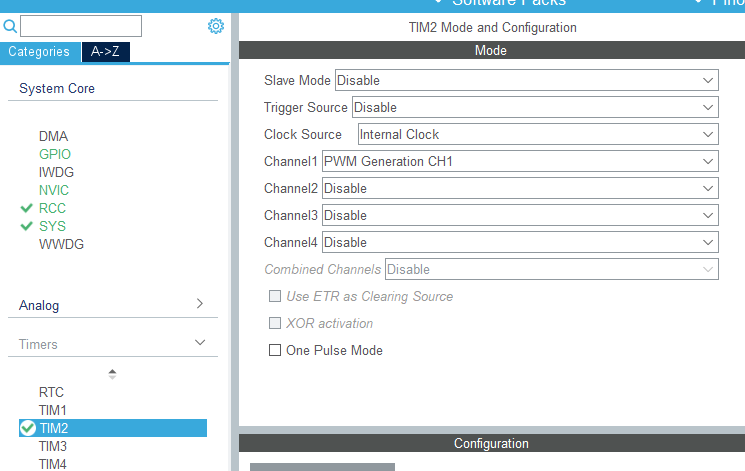 Software Packs
Pino
TIM2 Mode and Configuration
Categories
A->Z
Mode
System Core
DMA
GPIO
IWDG
NVIC
RCC
SYS
WWDG
Analog
Timers
RTC
TIM1
TIM2
TIM3
TIM4
Slave Mode Disable
Trigger Source Disable
Clock Source Internal Clock
Channel1 PWM Generation CH1
Channel2 Disable
Channel3 Disable
Channel4 Disable
Combined Channels Disable
Use ETR as Clearing Source
XOR activation
One Pulse Mode
Configuration